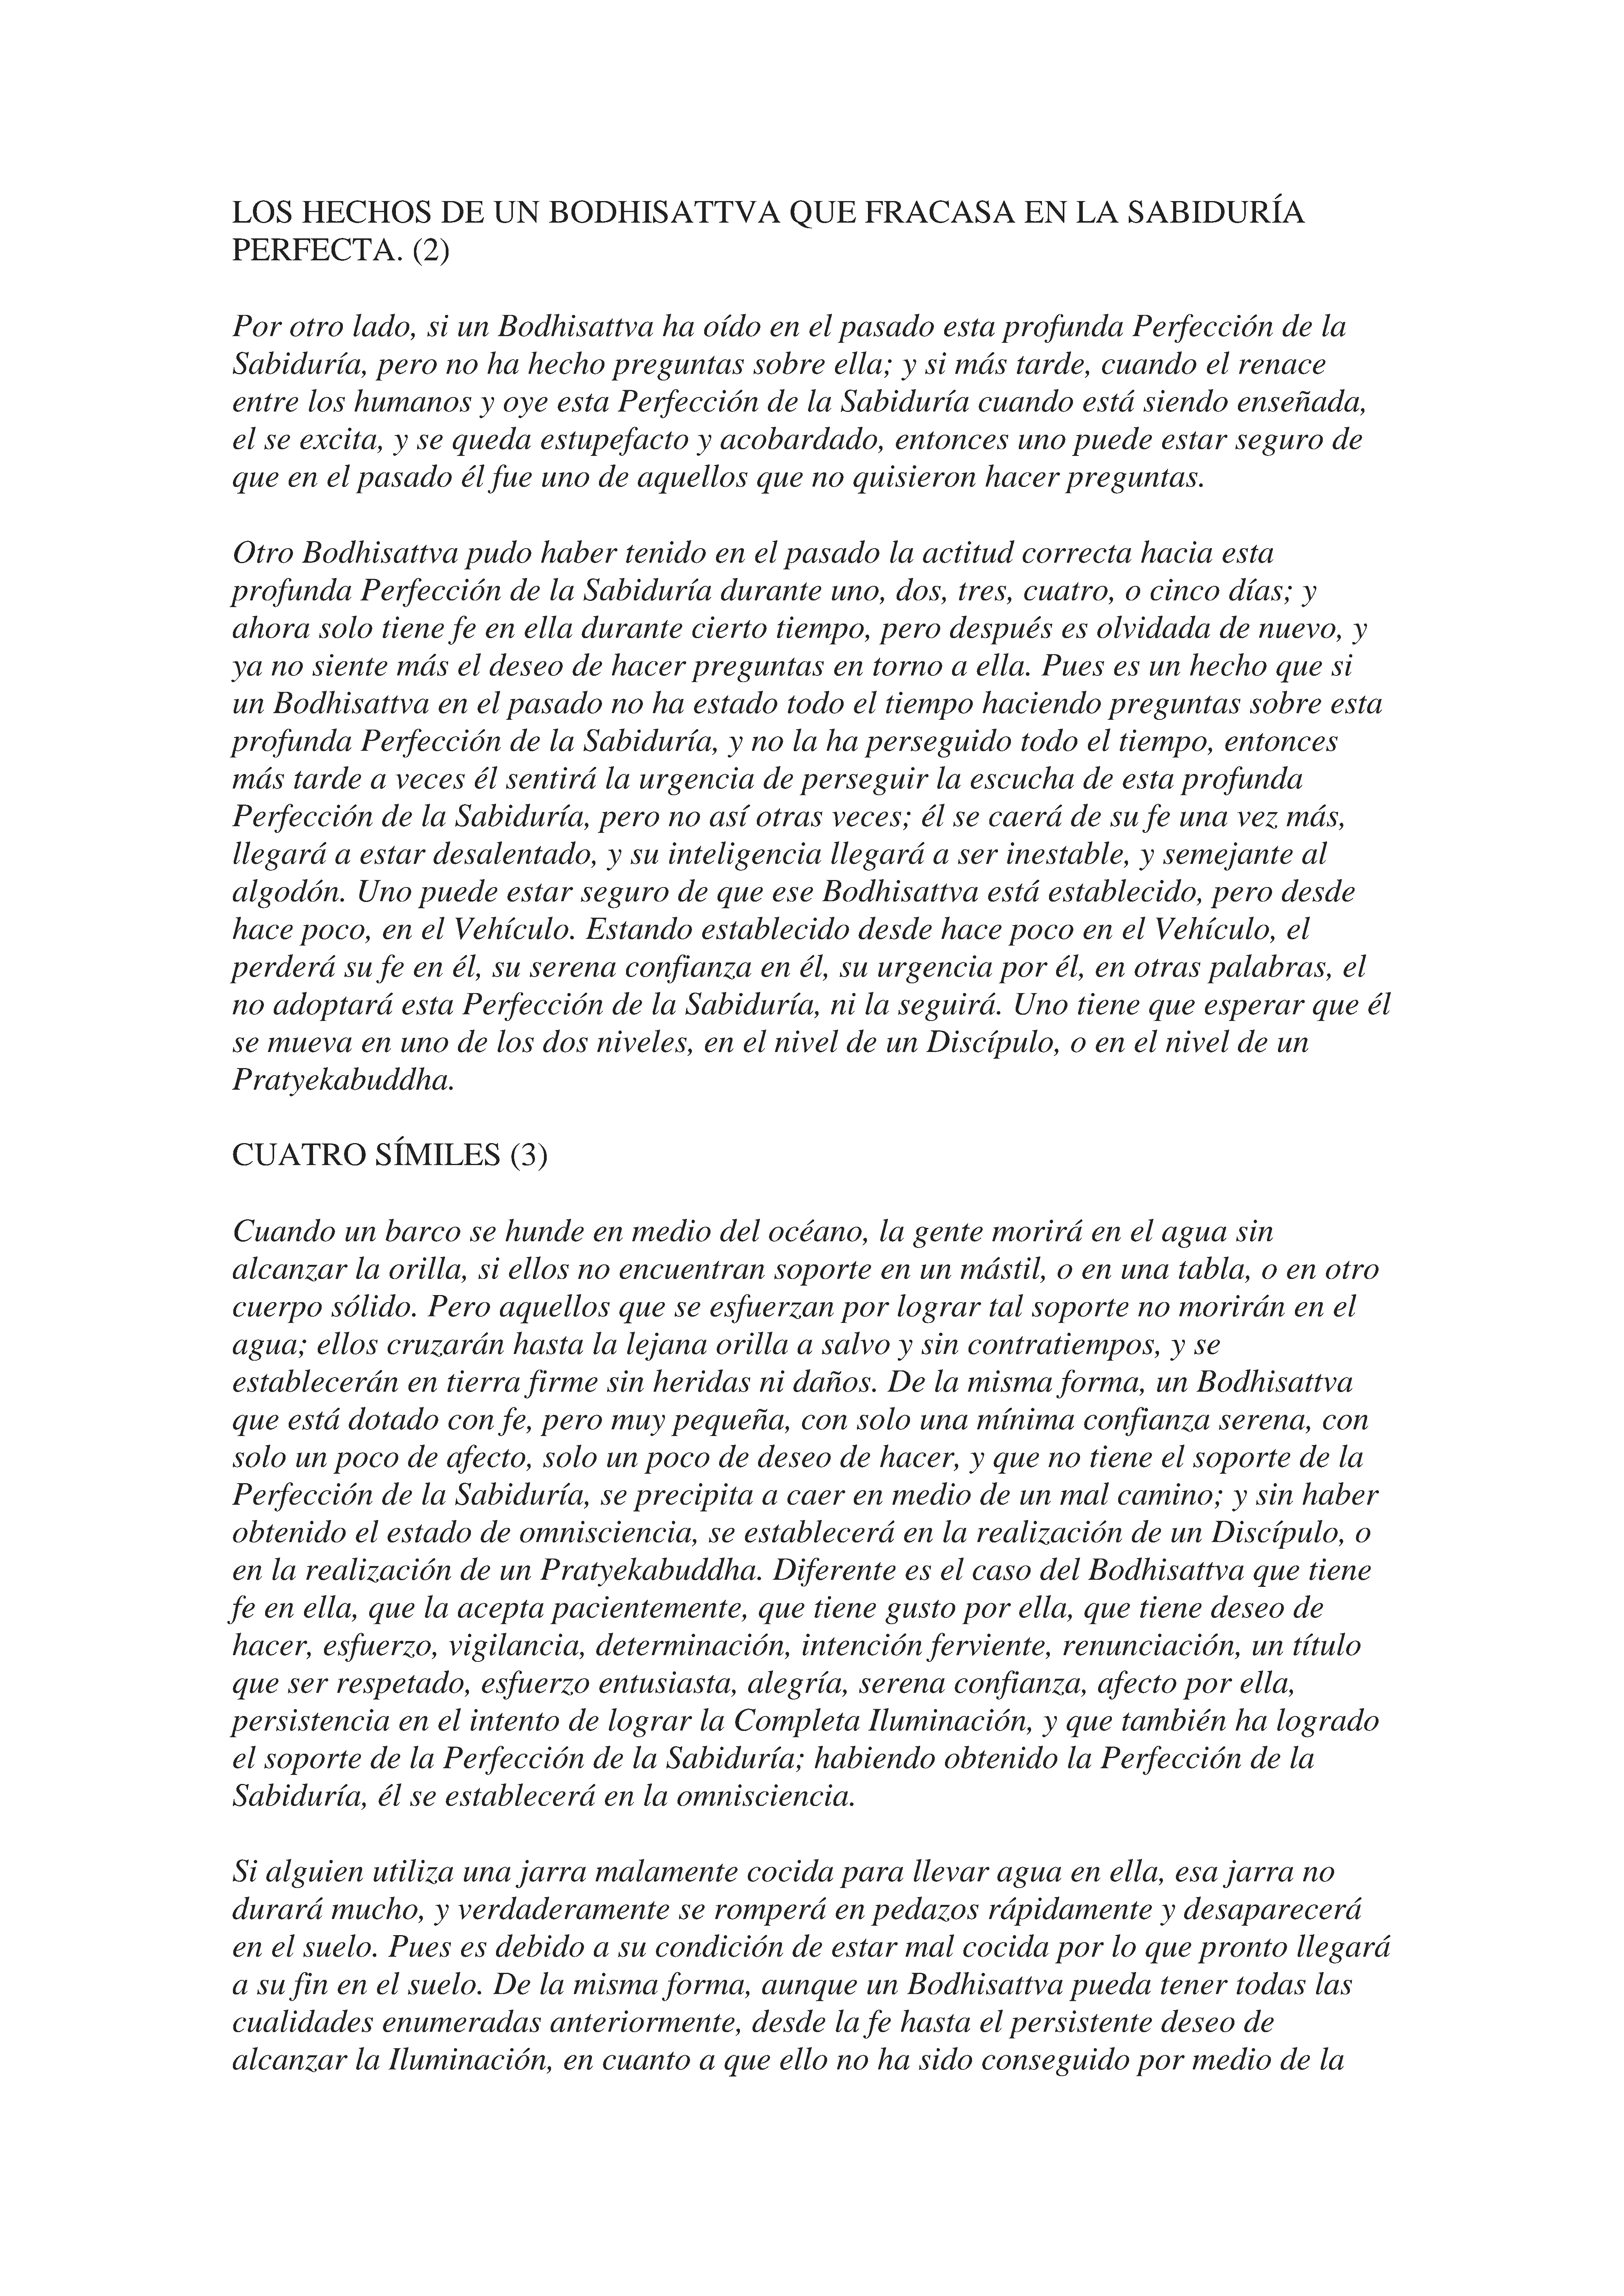 LOS HECHOS DE UN BODHISATTVA QUE FRACASA EN LA SABIDURÍA
PERFECTA. (2)
Por otro lado, si un Bodhisattva ha oído en el pasado esta profunda Perfección de la
Sabiduría, pero no ha hecho preguntas sobre ella; y si más tarde, cuando el renace
entre los humanos y oye esta Perfección de la Sabiduría cuando está siendo enseñada,
el se excita, y se queda estupefacto y acobardado, entonces uno puede estar seguro de
que en el pasado él fue uno de aquellos que no quisieron hacer preguntas.
Otro Bodhisattva pudo haber tenido en el pasado la actitud correcta hacia esta
profunda Perfección de la Sabiduría durante uno, dos, tres, cuatro, o cinco días; y
ahora solo tiene fe en ella durante cierto tiempo, pero después es olvidada de nuevo, y
ya no siente más el deseo de hacer preguntas en torno a ella. Pues es un hecho que si
un Bodhisattva en el pasado no ha estado todo el tiempo haciendo preguntas sobre esta
profunda Perfección de la Sabiduría, y no la ha perseguido todo el tiempo, entonces
más tarde a veces él sentirá la urgencia de perseguir la escucha de esta profunda
Perfección de la Sabiduría, pero no así otras veces; él se caerá de su fe una vez más,
llegará a estar desalentado, y su inteligencia llegará a ser inestable, y semejante al
algodón. Uno puede estar seguro de que ese Bodhisattva está establecido, pero desde
hace poco, en el Vehículo. Estando establecido desde hace poco en el Vehículo, el
perderá su fe en él, su serena confianza en él, su urgencia por él, en otras palabras, el
no adoptará esta Perfección de la Sabiduría, ni la seguirá. Uno tiene que esperar que él
se mueva en uno de los dos niveles, en el nivel de un Discípulo, o en el nivel de un
Pratyekabuddha.
CUATRO SÍMILES (3)
Cuando un barco se hunde en medio del océano, la gente morirá en el agua sin
alcanzar la orilla, si ellos no encuentran soporte en un mástil, o en una tabla, o en otro
cuerpo sólido. Pero aquellos que se esfuerzan por lograr tal soporte no morirán en el
agua; ellos cruzarán hasta la lejana orilla a salvo y sin contratiempos, y se
establecerán en tierra firme sin heridas ni daños. De la misma forma, un Bodhisattva
que está dotado con fe, pero muy pequeña, con solo una mínima confianza serena, con
solo un poco de afecto, solo un poco de deseo de hacer, y que no tiene el soporte de la
Perfección de la Sabiduría, se precipita a caer en medio de un mal camino; y sin haber
obtenido el estado de omnisciencia, se establecerá en la realización de un Discípulo, o
en la realización de un Pratyekabuddha. Diferente es el caso del Bodhisattva que tiene
fe en ella, que la acepta pacientemente, que tiene gusto por ella, que tiene deseo de
hacer, esfuerzo, vigilancia, determinación, intención ferviente, renunciación, un título
que ser respetado, esfuerzo entusiasta, alegría, serena confianza, afecto por ella,
persistencia en el intento de lograr la Completa Iluminación, y que también ha logrado
el soporte de la Perfección de la Sabiduría; habiendo obtenido la Perfección de la
Sabiduría, él se establecerá en la omnisciencia.
Si alguien utiliza una jarra malamente cocida para llevar agua en ella, esa jarra no
durará mucho, y verdaderamente se romperá en pedazos rápidamente y desaparecerá
en el suelo. Pues es debido a su condición de estar mal cocida por lo que pronto llegará
a su fin en el suelo. De la misma forma, aunque un Bodhisattva pueda tener todas las
cualidades enumeradas anteriormente, desde la fe hasta el persistente deseo de
alcanzar la Iluminación, en cuanto a que ello no ha sido conseguido por medio de la